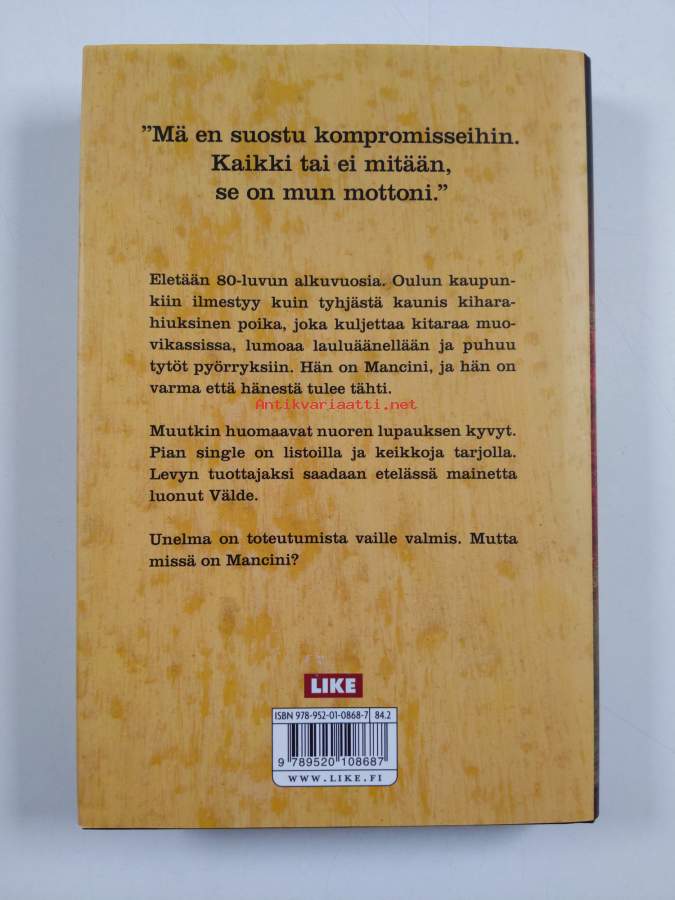 ”Mä en suostu kompromisseihin.
Kaikki tai ei mitään,
se on mun mottoni.”
Eletään 80-luvun alkuvuosia. Oulun kaupun-
kiin ilmestyy kuin tyhjästä kaunis kihara-
hiuksinen poika, joka kuljettaa kitaraa muo-
vikassissa, lumoaa lauluäänellään ja puhuu
tytöt pyörryksiin. Hän on Mancini, ja hän on
varma että hänestä tulee tähti.
Antikvariaatti.net
Muutkin huomaavat nuoren lupauksen kyvyt.
Pian single on listoilla ja keikkoja tarjolla.
Levyn tuottajaksi saadaan etelässä mainetta
luonut Välde.
Unelma on toteutumista vaille valmis. Mutta
missä on Mancini?
LIKE
ISBN 978-952-01-0868-7 84.2
9 789520 108687
WWW.LIKE.FI